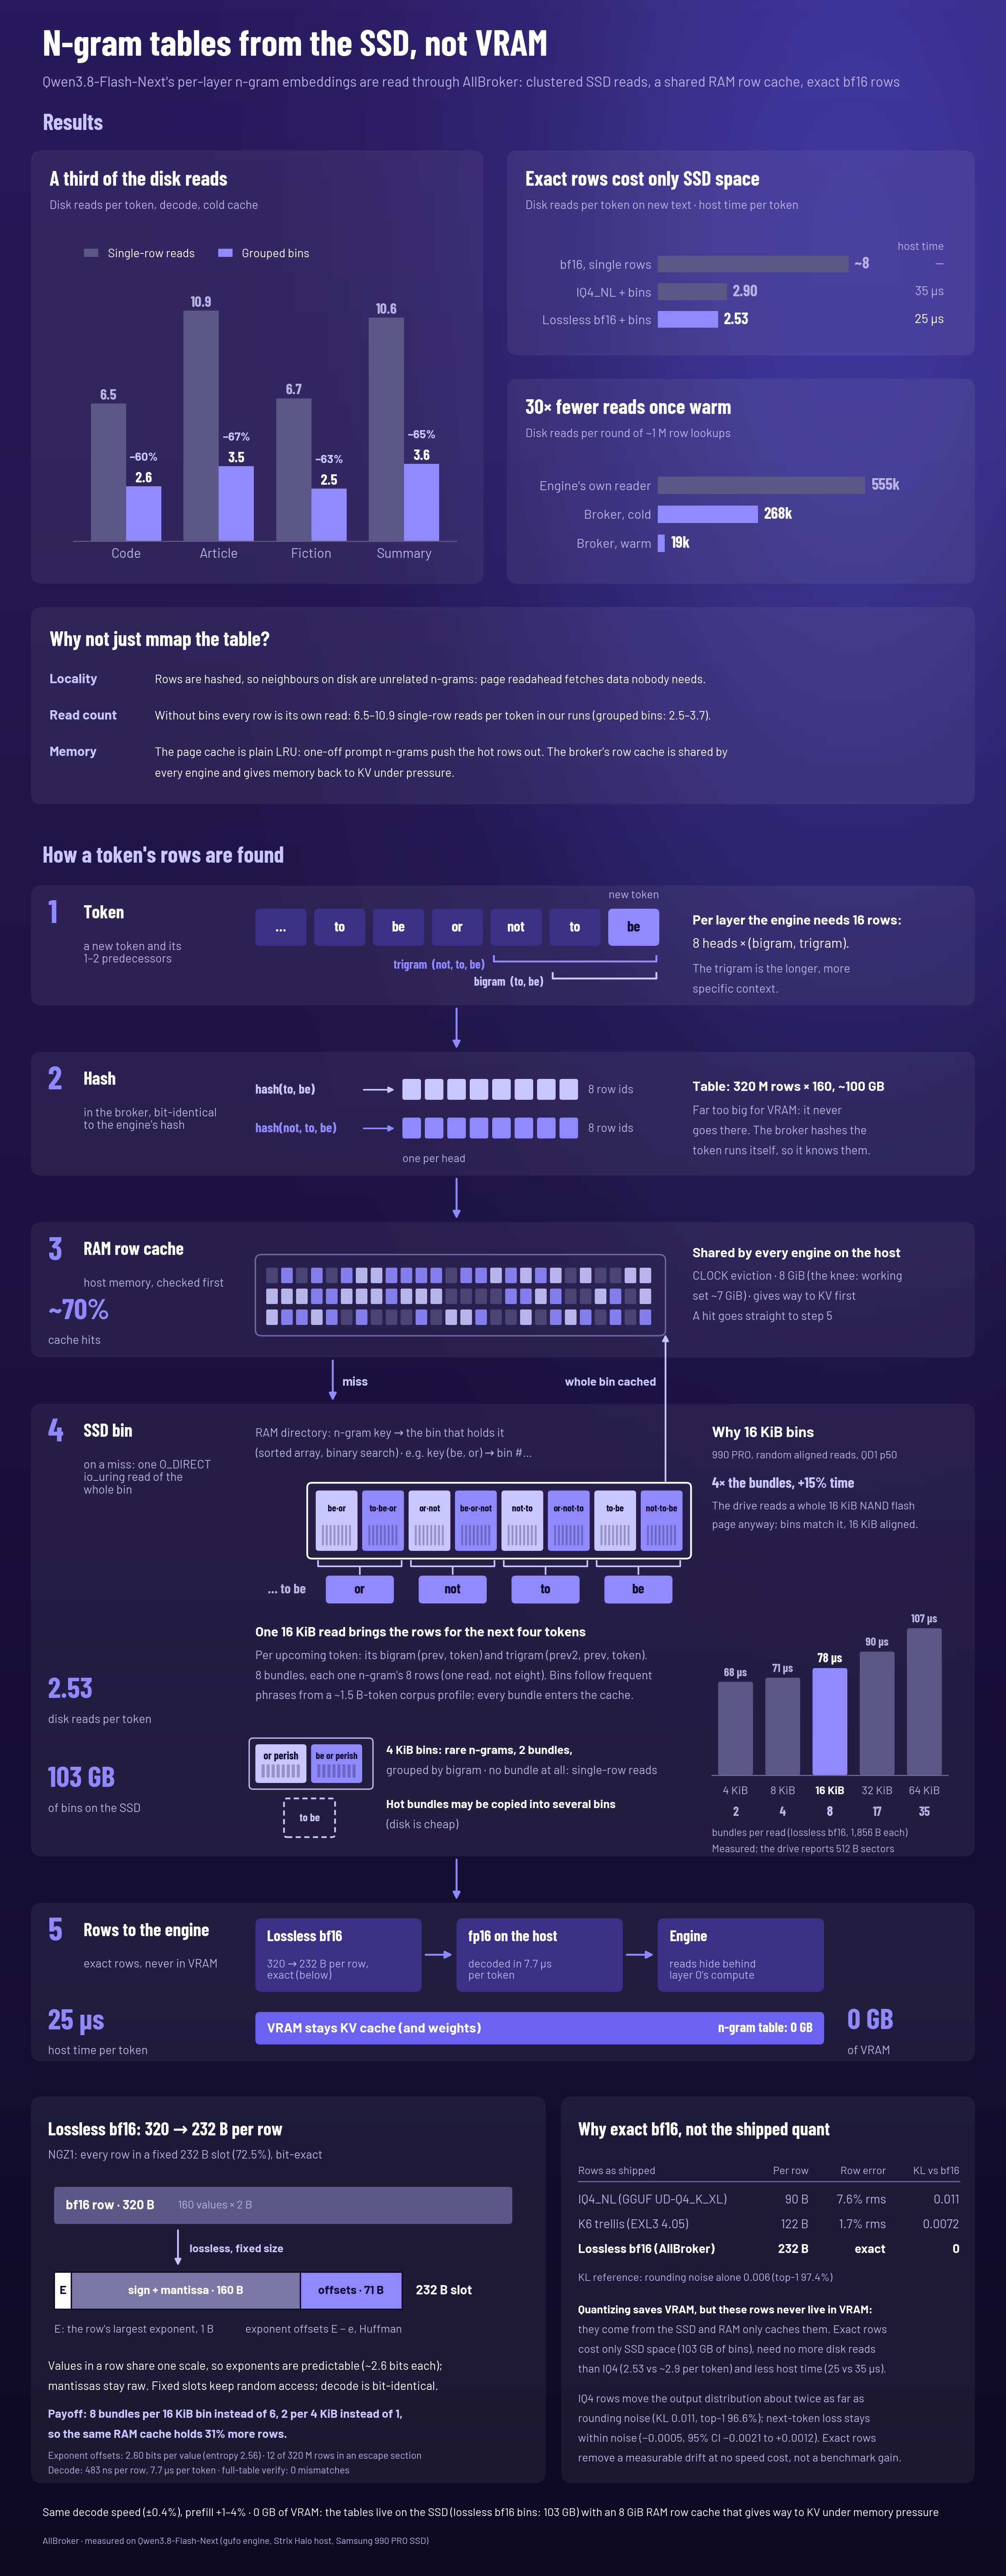 N-gram tables from the SSD, not VRAM
Qwen3.8-Flash-Next's per-layer n-gram embeddings are read through AllBroker: clustered SSD reads, a shared RAM row cache, exact bf16 rows
Results
A third of the disk reads
Disk reads per token, decode, cold cache
Single-row reads
Grouped bins
6.5
–60%
2.6
Code
10.9
–67%
3.5
Article
6.7
–63%
2.5
Fiction
10.6
–65%
3.6
Summary
Exact rows cost only SSD space
Disk reads per token on new text · host time per token
host time
bf16, single rows ~8 —
IQ4_NL + bins 2.90 35 µs
Lossless bf16 + bins 2.53 25 µs
30× fewer reads once warm
Disk reads per round of ~1 M row lookups
Engine's own reader 555k
Broker, cold 268k
Broker, warm 19k
Why not just mmap the table?
Locality Rows are hashed, so neighbours on disk are unrelated n-grams: page readahead fetches data nobody needs.
Read count Without bins every row is its own read: 6.5–10.9 single-row reads per token in our runs (grouped bins: 2.5–3.7).
Memory The page cache is plain LRU: one-off prompt n-grams push the hot rows out. The broker's row cache is shared by
every engine and gives memory back to KV under pressure.
How a token's rows are found
1 Token
a new token and its
1–2 predecessors
new token
... to be or not to be
trigram (not, to, be)
bigram (to, be)
Per layer the engine needs 16 rows:
8 heads × (bigram, trigram).
The trigram is the longer, more
specific context.
2 Hash
in the broker, bit-identical
to the engine's hash
hash(to, be) 8 row ids
hash(not, to, be) 8 row ids
one per head
Table: 320 M rows × 160, ~100 GB
Far too big for VRAM: it never
goes there. The broker hashes the
token runs itself, so it knows them.
3 RAM row cache
host memory, checked first
~70%
cache hits
Shared by every engine on the host
CLOCK eviction · 8 GiB (the knee: working
set ~7 GiB) · gives way to KV first
A hit goes straight to step 5
miss
whole bin cached
4 SSD bin
on a miss: one O_DIRECT
io_uring read of the
whole bin
RAM directory: n-gram key → the bin that holds it
(sorted array, binary search) · e.g. key (be, or) → bin #...
be·or to·be·or or·not be·or·not not·to or·not·to to·be not·to·be
... to be or not to be
One 16 KiB read brings the rows for the next four tokens
Per upcoming token: its bigram (prev, token) and trigram (prev2, prev, token).
8 bundles, each one n-gram's 8 rows (one read, not eight). Bins follow frequent
phrases from a ~1.5 B-token corpus profile; every bundle enters the cache.
2.53
disk reads per token
103 GB
of bins on the SSD
or perish be or perish
4 KiB bins: rare n-grams, 2 bundles,
grouped by bigram · no bundle at all: single-row reads
to be
Hot bundles may be copied into several bins
(disk is cheap)
Why 16 KiB bins
990 PRO, random aligned reads, QD1 p50
4× the bundles, +15% time
The drive reads a whole 16 KiB NAND flash
page anyway; bins match it, 16 KiB aligned.
68 µs 71 µs 78 µs 90 µs 107 µs
4 KiB 8 KiB 16 KiB 32 KiB 64 KiB
2 4 8 17 35
bundles per read (lossless bf16, 1,856 B each)
Measured; the drive reports 512 B sectors
5 Rows to the engine
exact rows, never in VRAM
25 µs
host time per token
Lossless bf16
320 → 232 B per row,
exact (below)
fp16 on the host
decoded in 7.7 µs
per token
Engine
reads hide behind
layer 0's compute
VRAM stays KV cache (and weights) n-gram table: 0 GB
0 GB
of VRAM
Lossless bf16: 320 → 232 B per row
NGZ1: every row in a fixed 232 B slot (72.5%), bit-exact
bf16 row · 320 B 160 values × 2 B
lossless, fixed size
E sign + mantissa · 160 B offsets · 71 B 232 B slot
E: the row's largest exponent, 1 B exponent offsets E − e, Huffman
Values in a row share one scale, so exponents are predictable (~2.6 bits each);
mantissas stay raw. Fixed slots keep random access; decode is bit-identical.
Payoff: 8 bundles per 16 KiB bin instead of 6, 2 per 4 KiB instead of 1,
so the same RAM cache holds 31% more rows.
Exponent offsets: 2.60 bits per value (entropy 2.56) · 12 of 320 M rows in an escape section
Decode: 483 ns per row, 7.7 µs per token · full-table verify: 0 mismatches
Why exact bf16, not the shipped quant
Rows as shipped Per row Row error KL vs bf16
IQ4_NL (GGUF UD-Q4_K_XL) 90 B 7.6% rms 0.011
K6 trellis (EXL3 4.05) 122 B 1.7% rms 0.0072
Lossless bf16 (AllBroker) 232 B exact 0
KL reference: rounding noise alone 0.006 (top-1 97.4%)
Quantizing saves VRAM, but these rows never live in VRAM:
they come from the SSD and RAM only caches them. Exact rows
cost only SSD space (103 GB of bins), need no more disk reads
than IQ4 (2.53 vs ~2.9 per token) and less host time (25 vs 35 µs).
IQ4 rows move the output distribution about twice as far as
rounding noise (KL 0.011, top-1 96.6%); next-token loss stays
within noise (−0.0005, 95% CI −0.0021 to +0.0012). Exact rows
remove a measurable drift at no speed cost, not a benchmark gain.
Same decode speed (±0.4%), prefill +1–4% · 0 GB of VRAM: the tables live on the SSD (lossless bf16 bins: 103 GB) with an 8 GiB RAM row cache that gives way to KV under memory pressure
AllBroker · measured on Qwen3.8-Flash-Next (gufo engine, Strix Halo host, Samsung 990 PRO SSD)